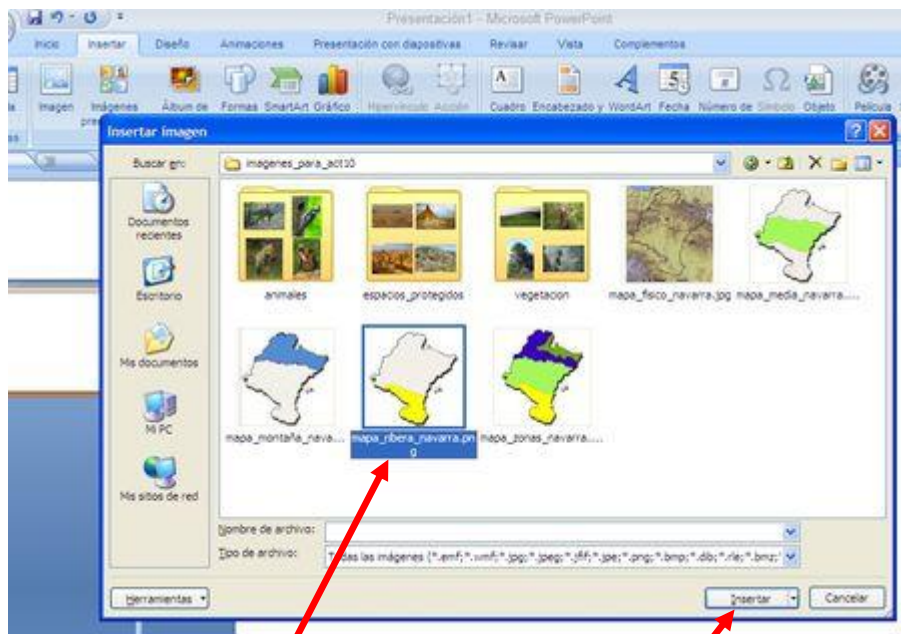 Presentación1 - Microsoft PowerPoint
Inicio Insertar Diseño Animaciones Presentación con diapositivas Revisar Vista Complementos
Imagen Imágenes Álbum de Formas SmartArt Gráfico Hipervínculo Acción Cuadro Encabezado y WordArt Fecha Número de Símbolo Objeto Película
Insertar imagen
Buscar en: imagenes_para_act10
Documentos
recientes
Escritorio
Mis documentos
Mi PC
Mis sitios de red
animales espacios_protegidos vegetacion mapa_fisico_navarra.jpg mapa_media_navarra....
mapa_montaña_nava... mapa_ribera_navarra.pn
g
mapa_zonas_navarra....
Nombre de archivo:
Tipo de archivo: las imágenes (*.emf;*.wmf;*.jpg;*.jpeg;*.jfif;*.jpe;*.png;*.bmp;*.dib;*.rle;*.bmz;
Herramientas Insertar Cancelar